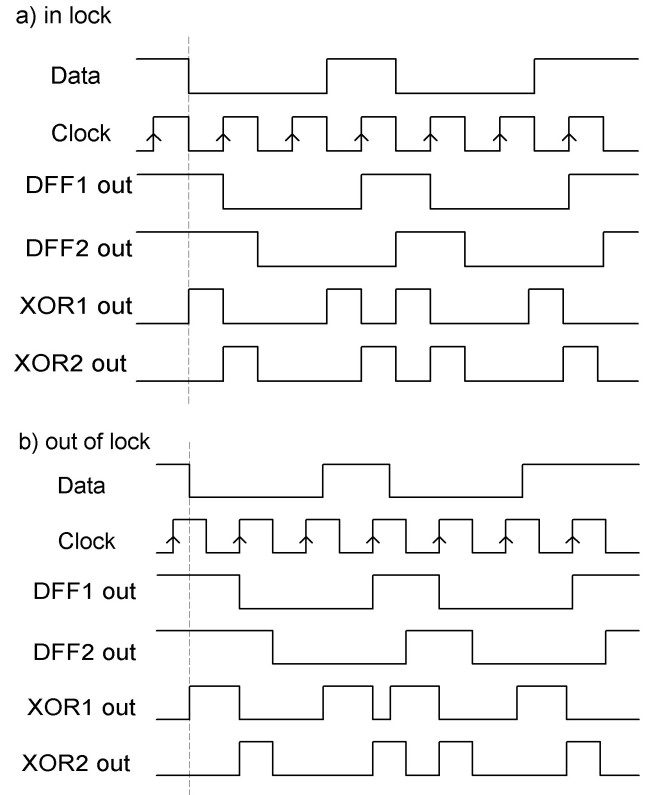 a) in lock
Data
Clock
DFF1 out
DFF2 out
XOR1 out
XOR2 out
b) out of lock
Data
Clock
DFF1 out
DFF2 out
XOR1 out
XOR2 out